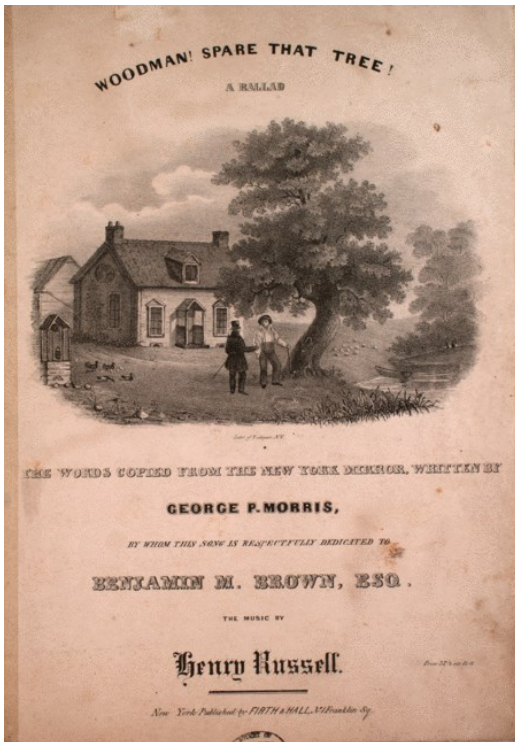 WOODMAN! SPARE THAT TREE!
A BALLAD
THE WORDS COPIED FROM THE NEW YORK MIRROR, WRITTEN BY
GEORGE P. MORRIS,
BY WHOM THIS SONG IS RESPECTFULLY DEDICATED TO
BENJAMIN M. BROWN, ESQ.
THE MUSIC BY
Henry Russell.
New York Published by FIRTH & HALL, No 1 Franklin Sq.